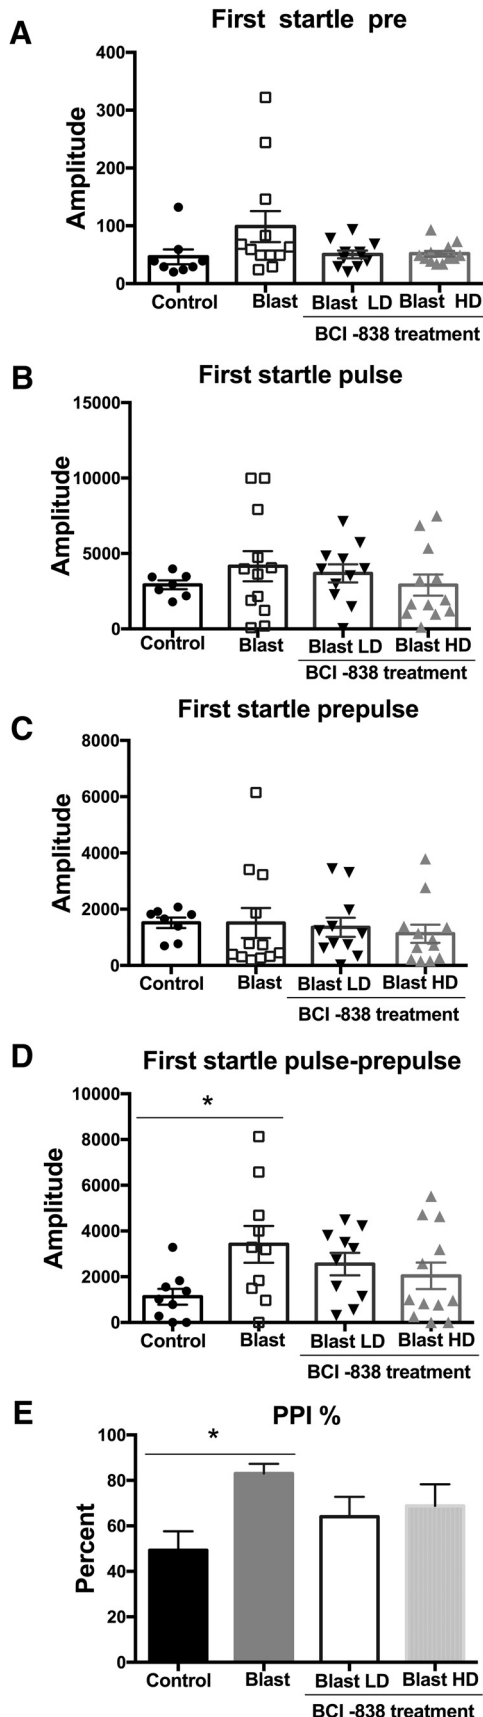 A
First startle pre
Amplitude
400
300
200
100
0
Control Blast Blast LD Blast HD
BCI -838 treatment
B
First startle pulse
Amplitude
15000
10000
5000
0
Control Blast Blast LD Blast HD
BCI -838 treatment
C
First startle prepulse
Amplitude
8000
6000
4000
2000
0
Control Blast Blast LD Blast HD
BCI -838 treatment
D
First startle pulse-prepulse
Amplitude
10000
8000
6000
4000
2000
0
*
Control Blast Blast LD Blast HD
BCI -838 treatment
E
PPI %
Percent
100
80
60
40
20
0
*
Control Blast Blast LD Blast HD
BCI -838 treatment